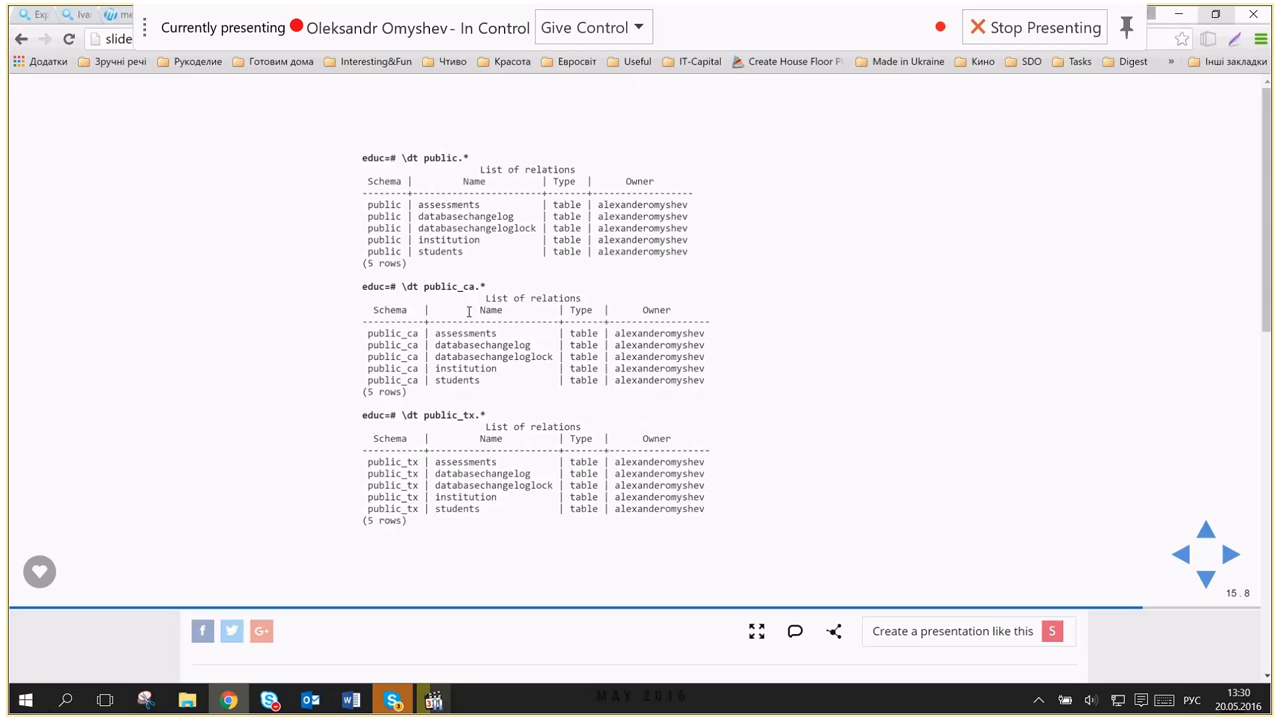 Exp
Iva
me
Currently presenting Oleksandr Omyshev - In Control Give Control Stop Presenting
slide
Додатки Зручні речі Рукоделие Готовим дома Interesting&Fun Чтиво Красота Евросвіт Useful IT-Capital Create House Floor P Made in Ukraine Кино SDO Tasks Digest » Інші закладки
educ=# \dt public.*
List of relations
Schema | Name | Type | Owner
--------+-----------------------+-------+-----------------
public | assessments | table | alexanderomyshev
public | databasechangelog | table | alexanderomyshev
public | databasechangeloglock | table | alexanderomyshev
public | institution | table | alexanderomyshev
public | students | table | alexanderomyshev
(5 rows)
educ=# \dt public_ca.*
List of relations
Schema | Name | Type | Owner
-----------+-----------------------+-------+-----------------
public_ca | assessments | table | alexanderomyshev
public_ca | databasechangelog | table | alexanderomyshev
public_ca | databasechangeloglock | table | alexanderomyshev
public_ca | institution | table | alexanderomyshev
public_ca | students | table | alexanderomyshev
(5 rows)
educ=# \dt public_tx.*
List of relations
Schema | Name | Type | Owner
-----------+-----------------------+-------+-----------------
public_tx | assessments | table | alexanderomyshev
public_tx | databasechangelog | table | alexanderomyshev
public_tx | databasechangeloglock | table | alexanderomyshev
public_tx | institution | table | alexanderomyshev
public_tx | students | table | alexanderomyshev
(5 rows)
15 . 8
f G+ Create a presentation like this S
MAY 2016
РУС
13:30
20.05.2016